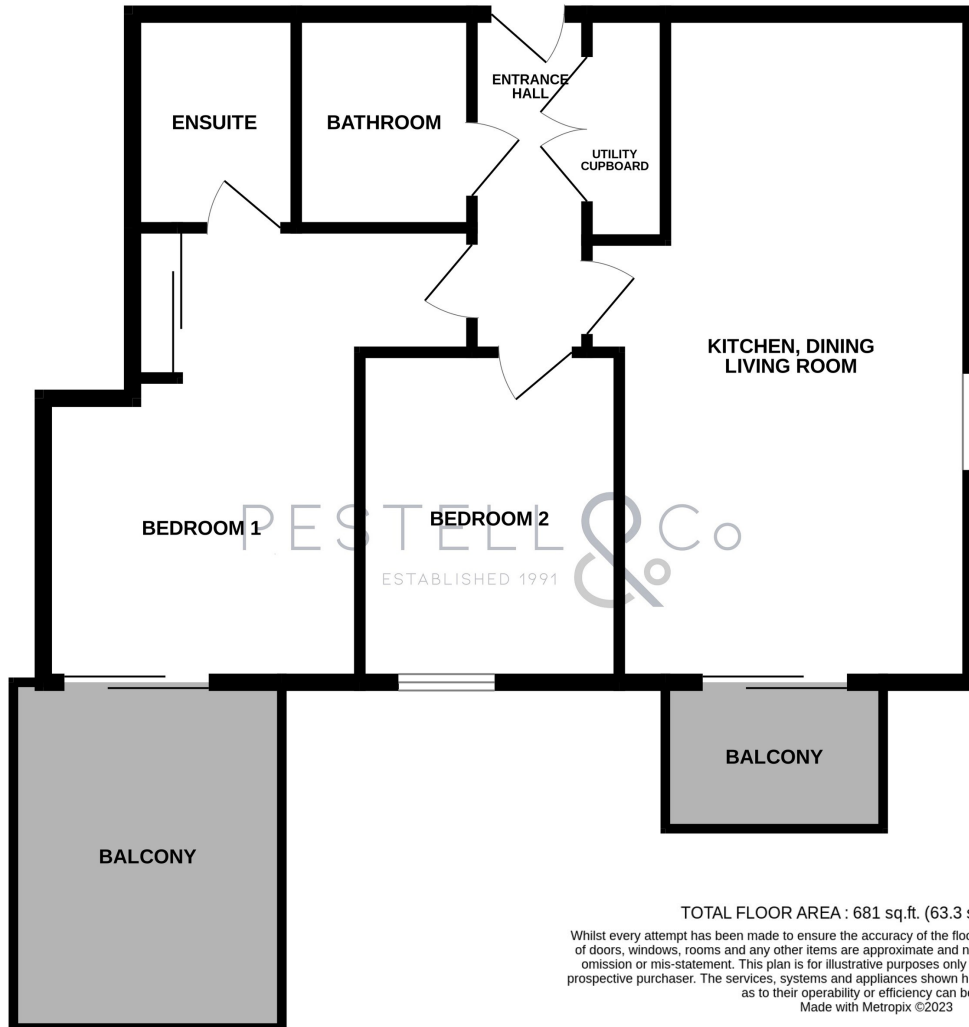 ENTRANCE
HALL
ENSUITE
BATHROOM
UTILITY
CUPBOARD
KITCHEN, DINING
LIVING ROOM
BEDROOM 1
BEDROOM 2
PESTELL & Co
ESTABLISHED 1991
BALCONY
BALCONY
TOTAL FLOOR AREA : 681 sq.ft. (63.3 s
Whilst every attempt has been made to ensure the accuracy of the
of doors, windows, rooms and any other items are approximate and
omission or mis-statement. This plan is for illustrative purposes only
prospective purchaser. The services, systems and appliances shown
as to their operability or efficiency can
Made with Metropix ©2023